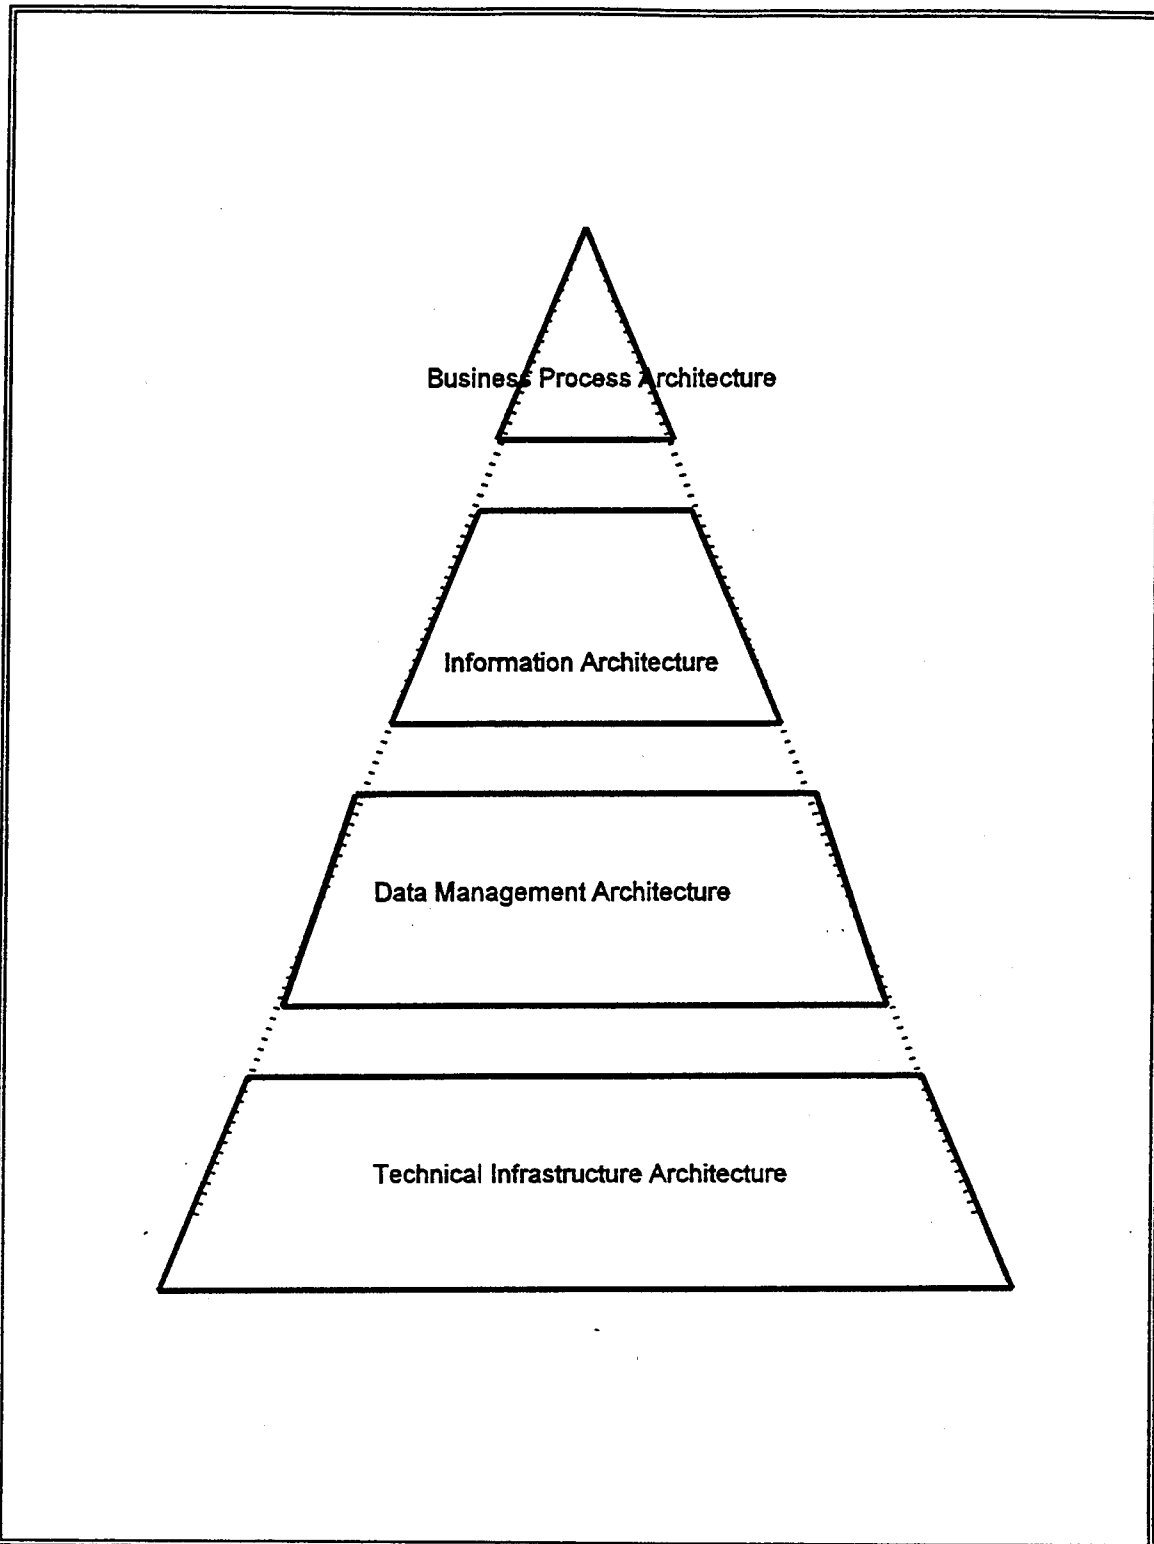 Business Process Architecture
Information Architecture
Data Management Architecture
Technical Infrastructure Architecture